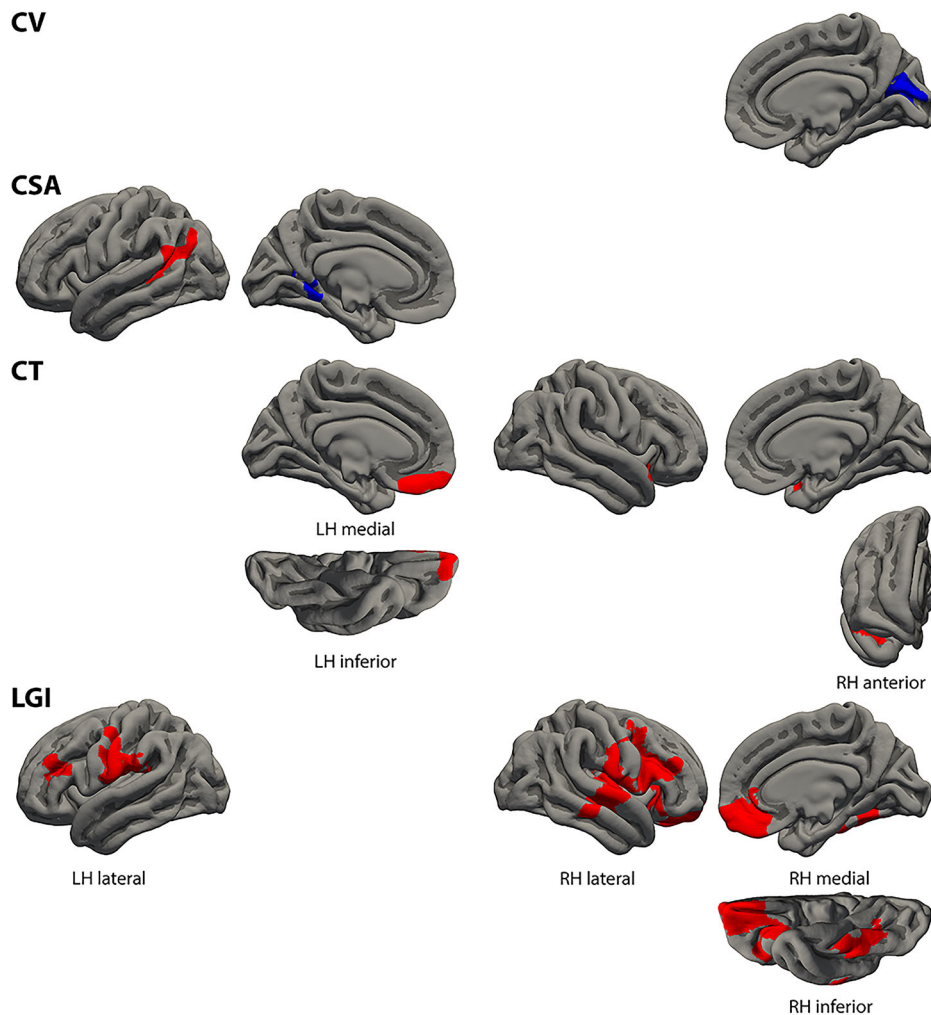 CV
CSA
CT
LH medial
LH inferior
RH anterior
LGI
LH lateral
RH lateral
RH medial
RH inferior